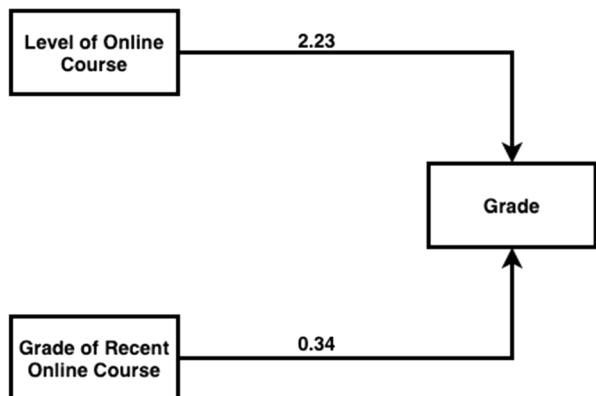 Level of Online
Course
2.23
Grade
Grade of Recent
Online Course
0.34